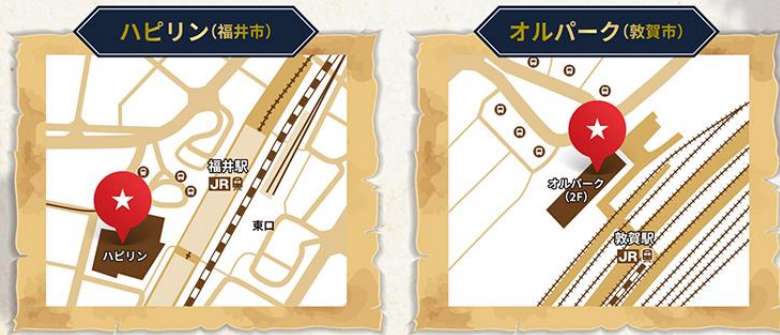 ハピリン(福井市)
福井駅
JR
東口
ハピリン
オルパーク(敦賀市)
オルパーク
(2F)
敦賀駅
JR